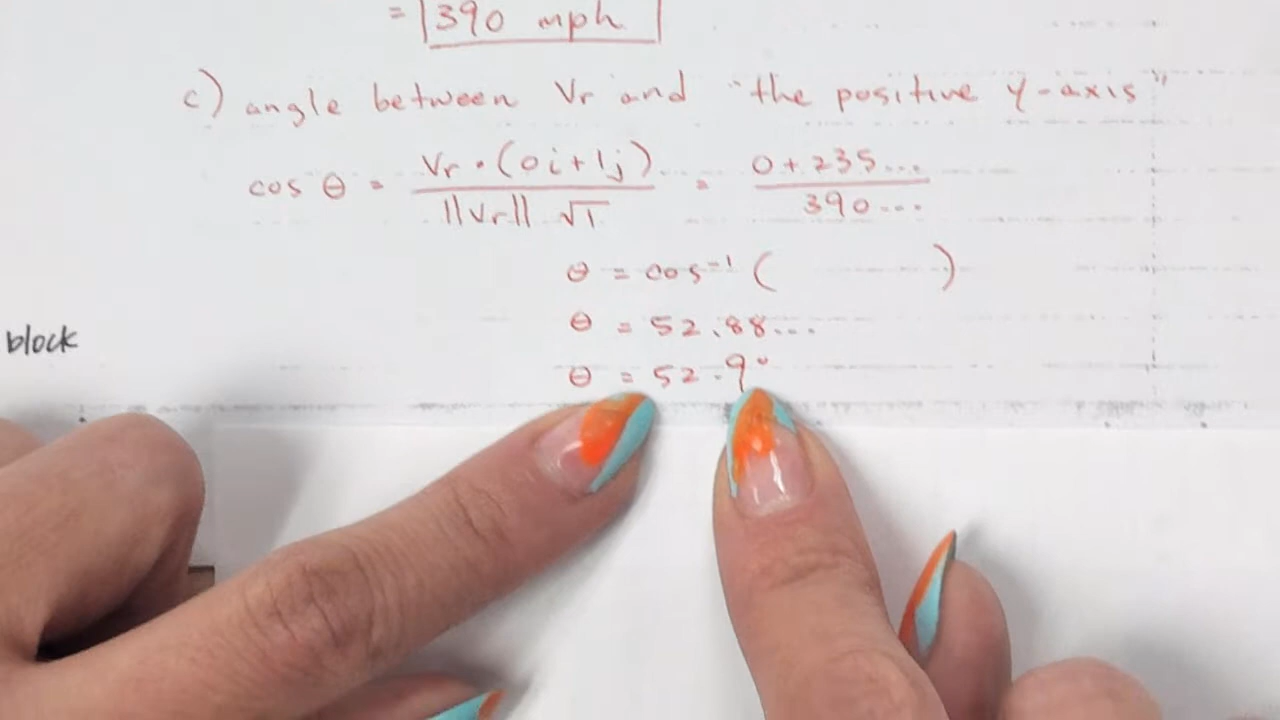 = 390 mph
c) angle between Vr and "the positive y-axis"
cos θ = Vr · (0i + 1j) / ||Vr|| √1 = 0 + 235... / 390...
θ = cos⁻¹ ( )
θ = 52.88...
block
θ = 52.9°